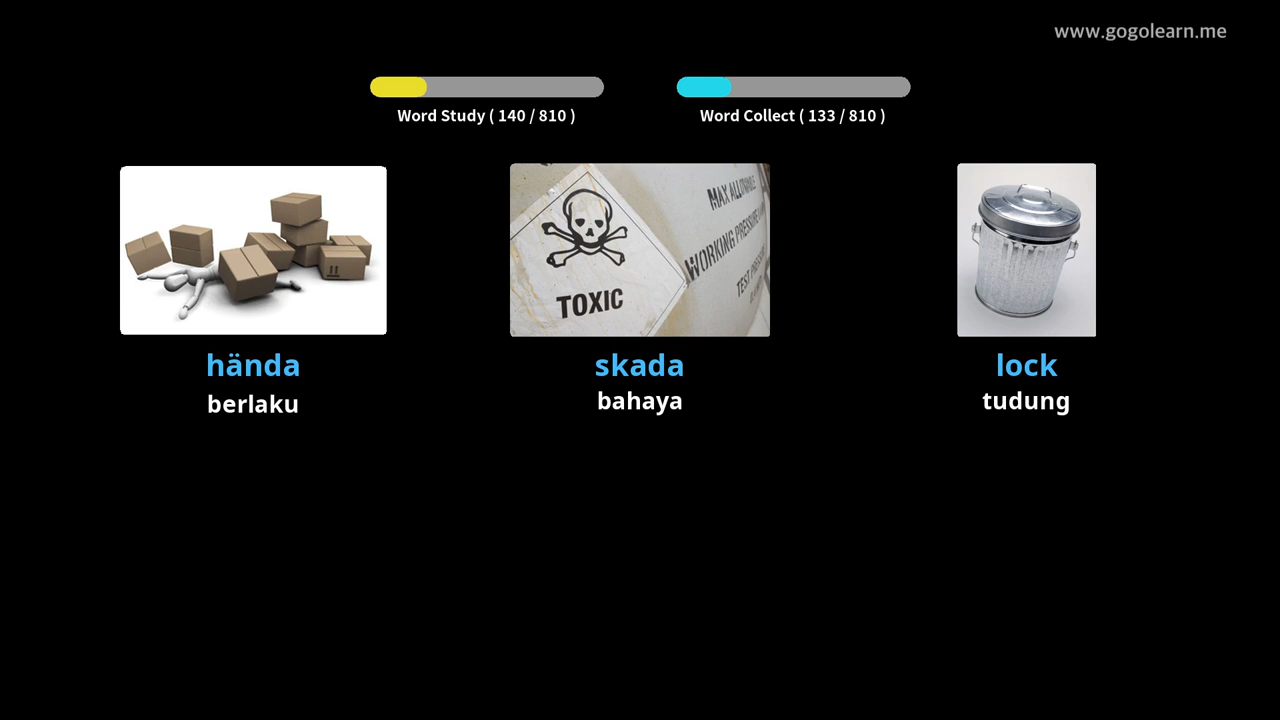 www.gogolearn.me
Word Study ( 140 / 810 )
Word Collect ( 133 / 810 )
TOXIC
MAX ALLOWABLE
WORKING PRESSURE
TEST
hända
skada
lock
berlaku
bahaya
tudung